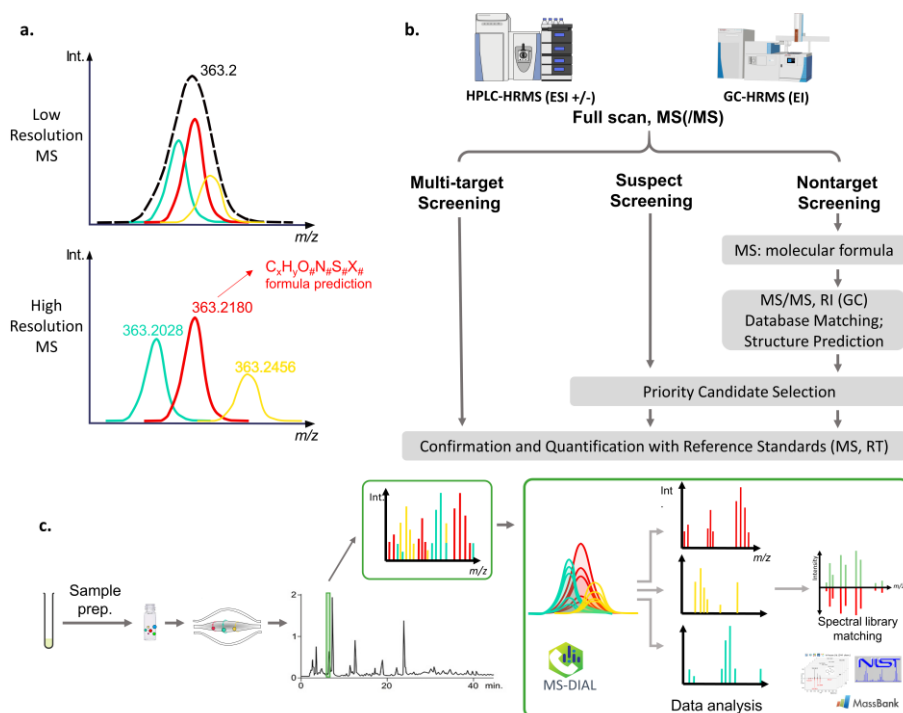 a.
Int.
363.2
Low
Resolution
MS
m/z
Int.
CxHyO#N#S#X#
formula prediction
363.2180
High
Resolution
MS
363.2028
363.2456
m/z
b.
HPLC-HRMS (ESI +/-)
GC-HRMS (EI)
Full scan, MS(/MS)
Multi-target
Screening
Suspect
Screening
Nontarget
Screening
MS: molecular formula
MS/MS, RI (GC)
Database Matching;
Structure Prediction
Priority Candidate Selection
Confirmation and Quantification with Reference Standards (MS, RT)
c.
Sample
prep.
Int.
m/z
2
1
0
0
20
40
min.
MS-DIAL
Int
.
m/z
Data analysis
Intensity
m/z
Spectral library
matching
NIST
MassBank